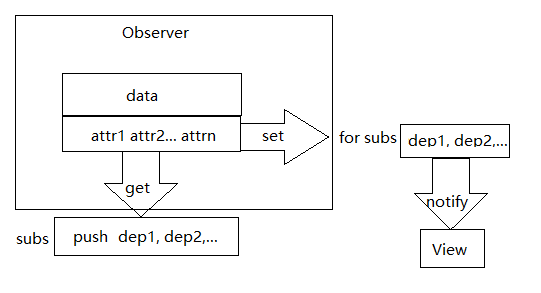 Observer
data
attr1 attr2... attrn
set
for subs
dep1, dep2,...
get
notify
subs
push dep1, dep2,...
View